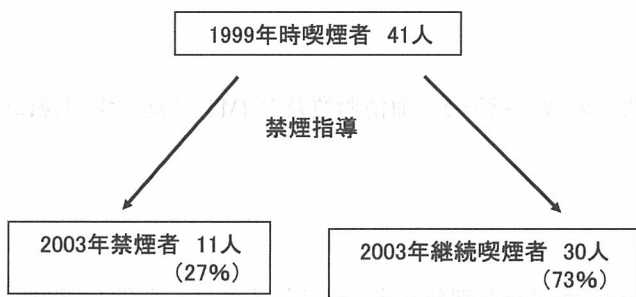 1999年時喫煙者 41人
禁煙指導
2003年禁煙者 11人
（27%）
2003年継続喫煙者 30人
（73%）